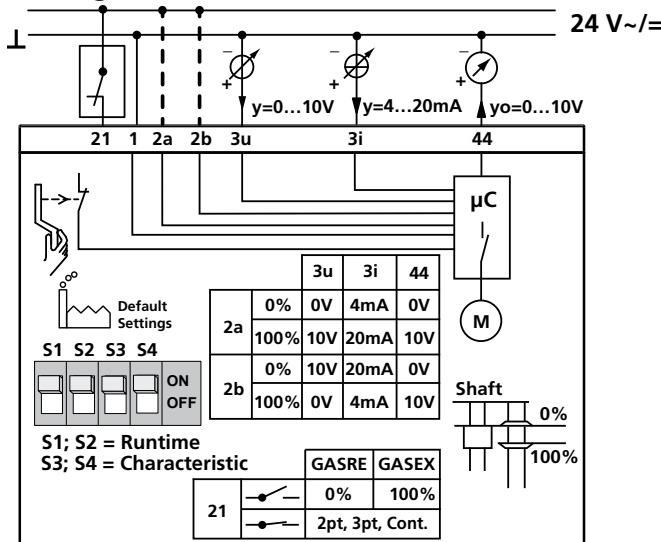 24 V~/=
⊥
– – –
+ + +
y=0...10V y=4...20mA yo=0...10V
21 1 2a 2b 3u 3i 44
µC
M
Default
Settings
S1 S2 S3 S4
ON
OFF
S1; S2 = Runtime
S3; S4 = Characteristic
3u 3i 44
2a 0% 0V 4mA 0V
100% 10V 20mA 10V
2b 0% 10V 20mA 0V
100% 0V 4mA 10V
Shaft
0%
100%
GASRE GASEX
21 0% 100%
2pt, 3pt, Cont.